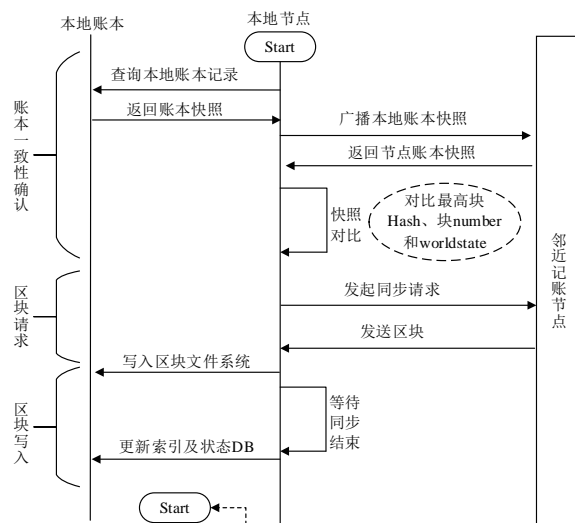 本地账本
本地节点
Start
查询本地账本记录
返回账本快照
广播本地账本快照
返回节点账本快照
账本一致性确认
快照
对比
对比最高块
Hash、块number
和worldstate
邻近记账节点
区块请求
发起同步请求
发送区块
写入区块文件系统
区块写入
等待
同步
结束
更新索引及状态DB
Start